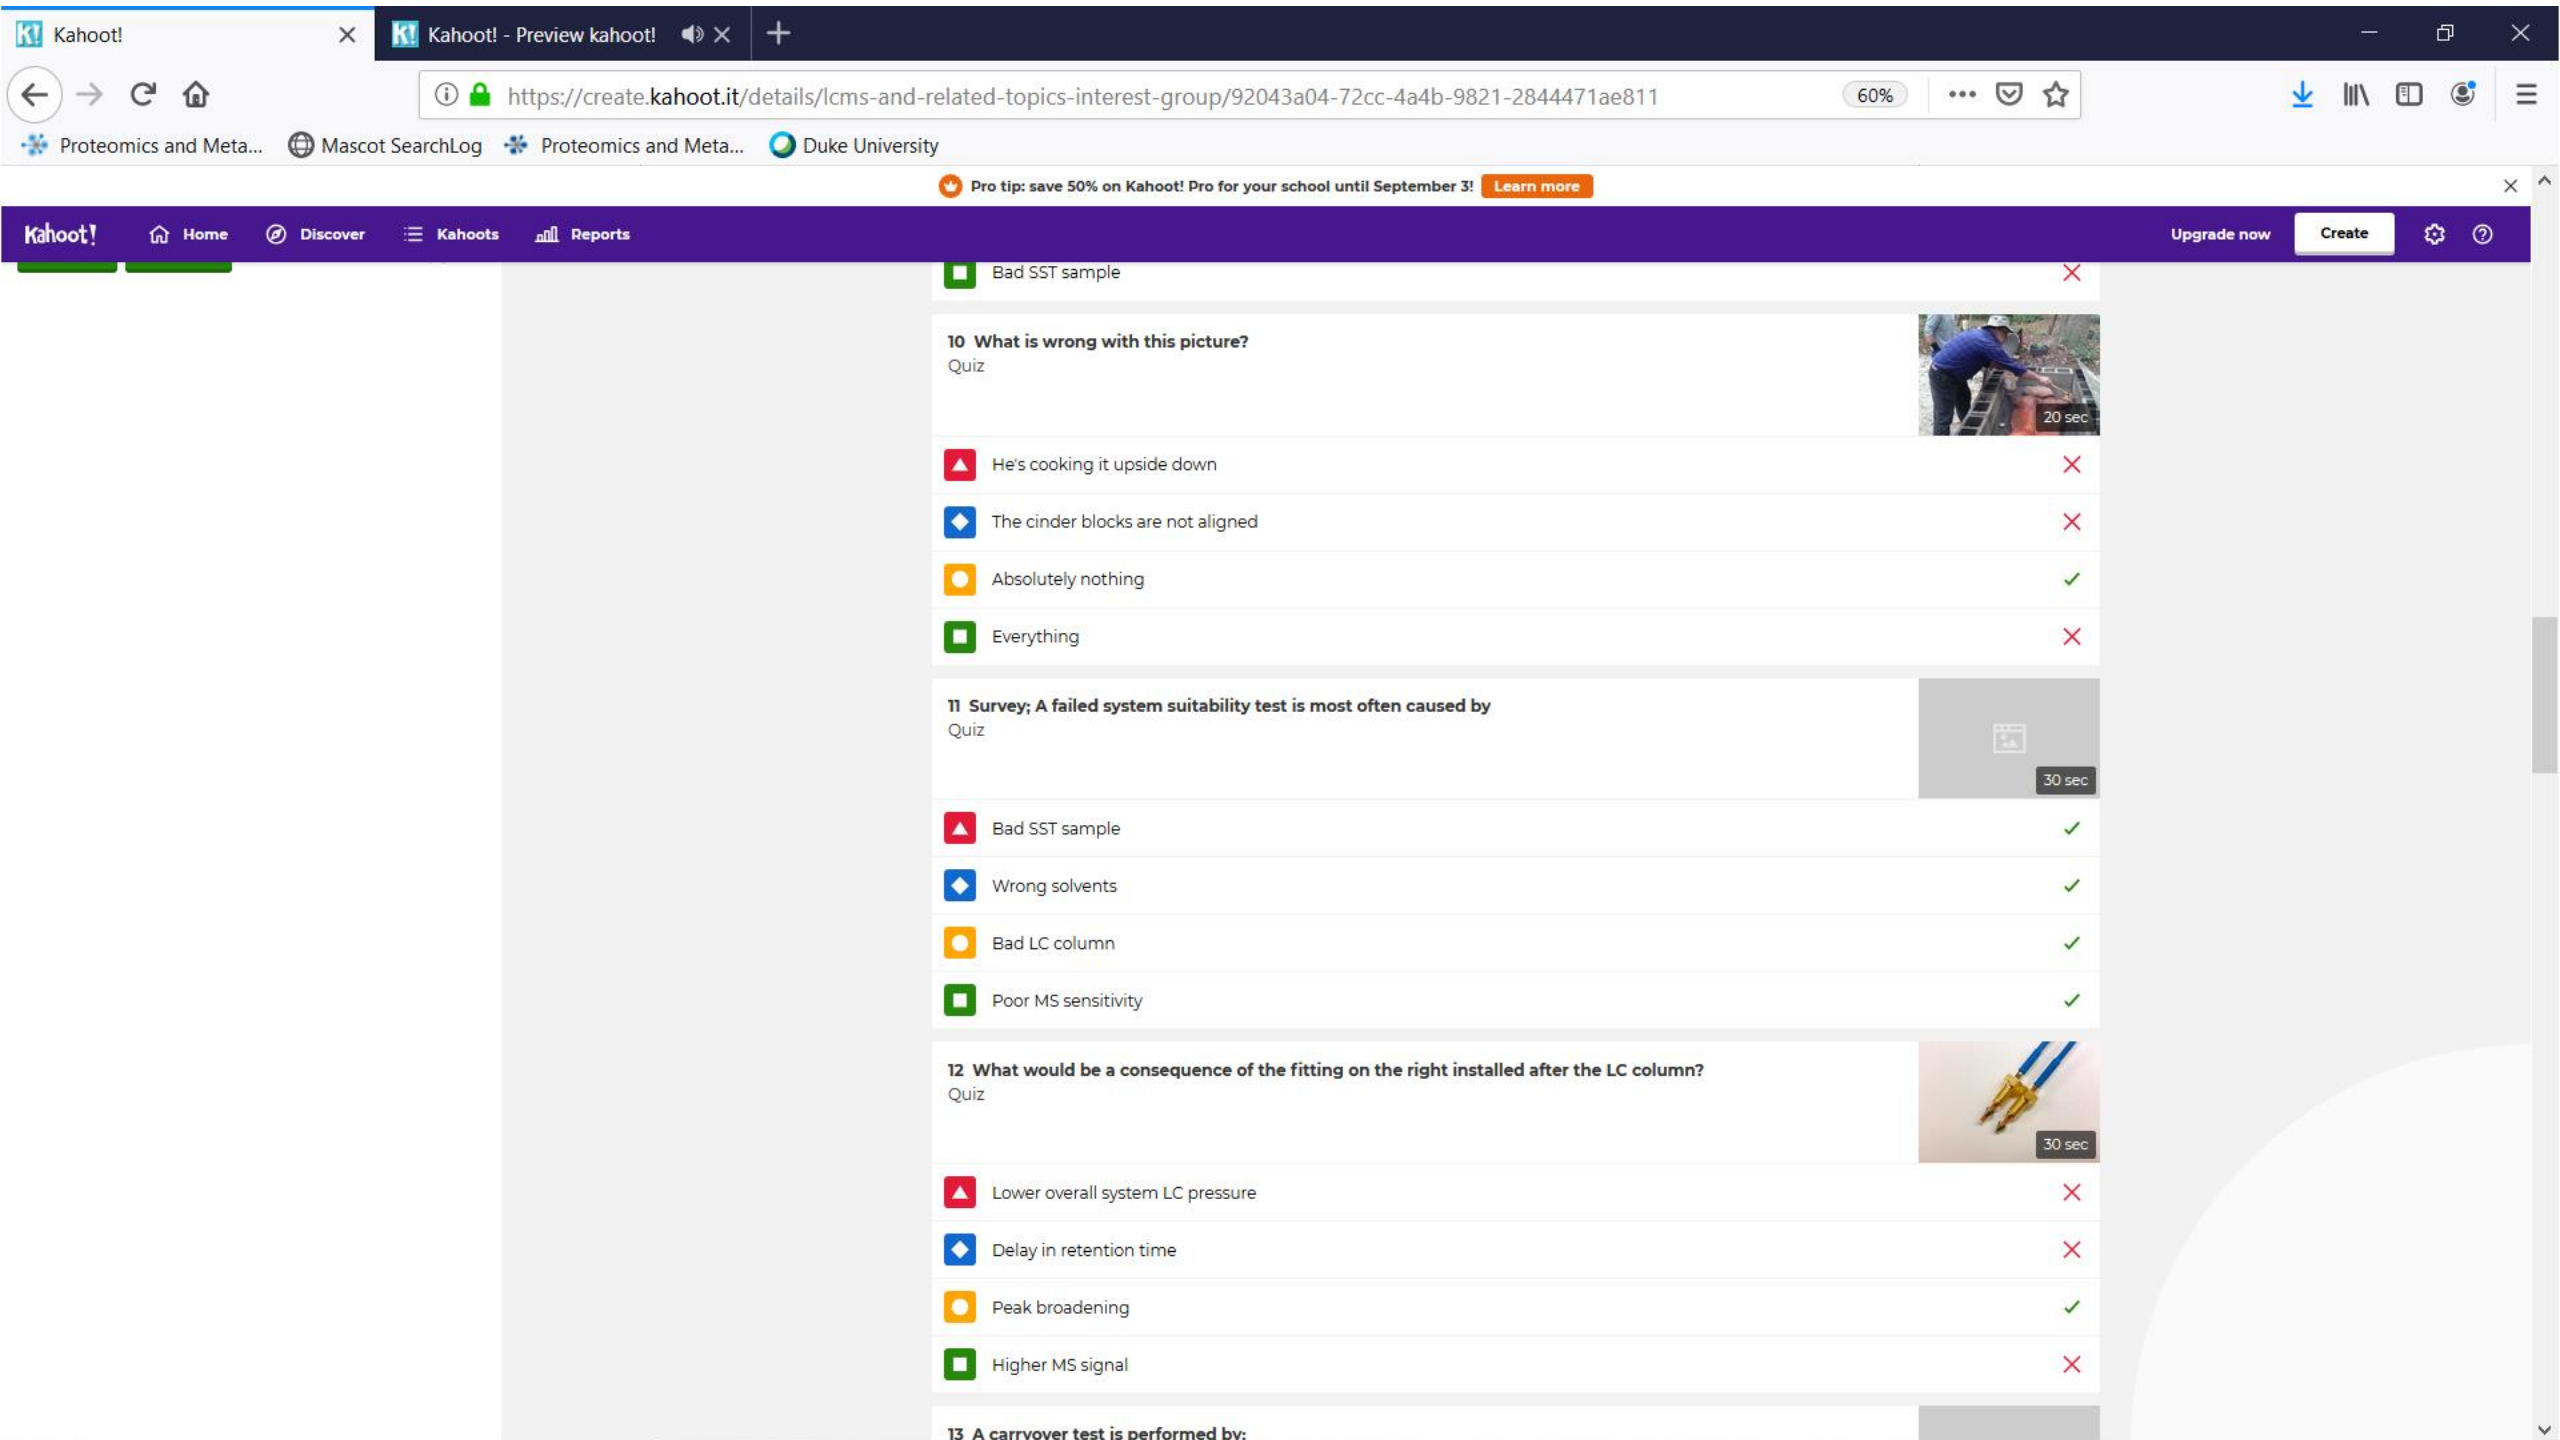 Kahoot!
Kahoot! - Preview kahoot!
https://create.kahoot.it/details/lcms-and-related-topics-interest-group/92043a04-72cc-4a4b-9821-2844471ae811
60%
Proteomics and Meta...
Mascot SearchLog
Proteomics and Meta...
Duke University
Pro tip: save 50% on Kahoot! Pro for your school until September 3!
Learn more
Kahoot!
Home
Discover
Kahoots
Reports
Upgrade now
Create
Bad SST sample
10 What is wrong with this picture?
Quiz
20 sec
He's cooking it upside down
The cinder blocks are not aligned
Absolutely nothing
Everything
11 Survey; A failed system suitability test is most often caused by
Quiz
30 sec
Bad SST sample
Wrong solvents
Bad LC column
Poor MS sensitivity
12 What would be a consequence of the fitting on the right installed after the LC column?
Quiz
30 sec
Lower overall system LC pressure
Delay in retention time
Peak broadening
Higher MS signal
13 A carryover test is performed by: